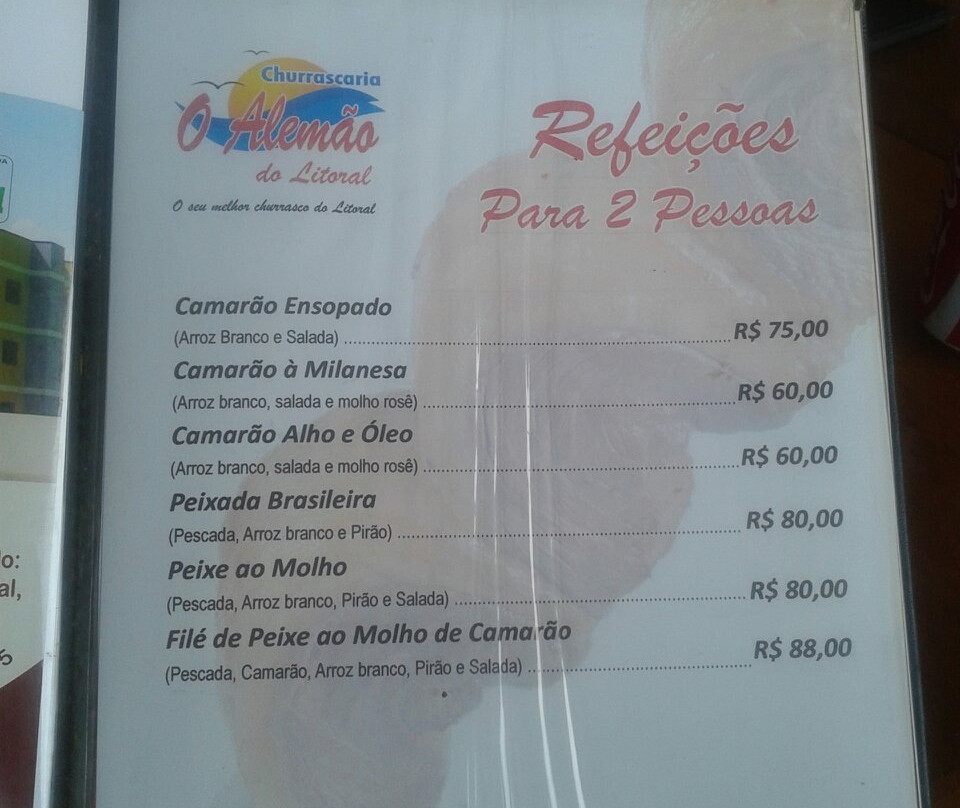 Churrascaria
O Alemão
do Litoral
O seu melhor churrasco do Litoral
Refeições
Para 2 Pessoas
Camarão Ensopado
(Arroz Branco e Salada) R$ 75,00
Camarão à Milanesa
(Arroz branco, salada e molho rosê) R$ 60,00
Camarão Alho e Óleo
(Arroz branco, salada e molho rosê) R$ 60,00
Peixada Brasileira
(Pescada, Arroz branco e Pirão) R$ 80,00
Peixe ao Molho
(Pescada, Arroz branco, Pirão e Salada) R$ 80,00
Filé de Peixe ao Molho de Camarão
(Pescada, Camarão, Arroz branco, Pirão e Salada) R$ 88,00